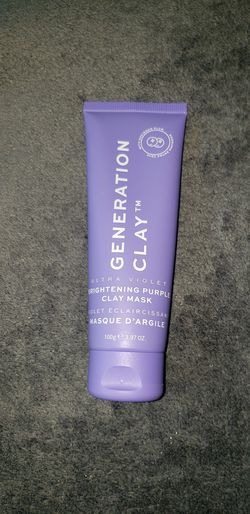 GENERATION
CLAY™
ULTRA VIOLET
BRIGHTENING PURPLE
CLAY MASK
VIOLET ÉCLAIRCISSANT
MASQUE D'ARGILE
100g ℮ 3.97 OZ